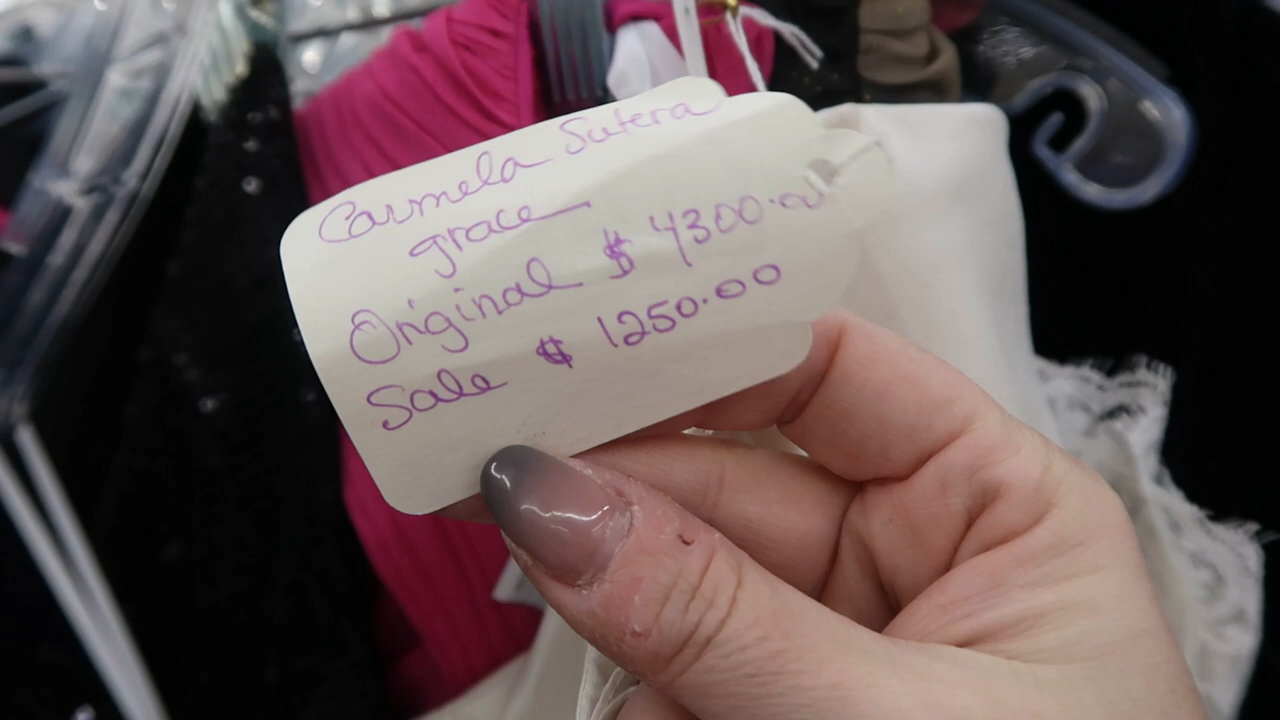 Carmela Sutera
grace
Original $ 4300.00
Sale $ 1250.00